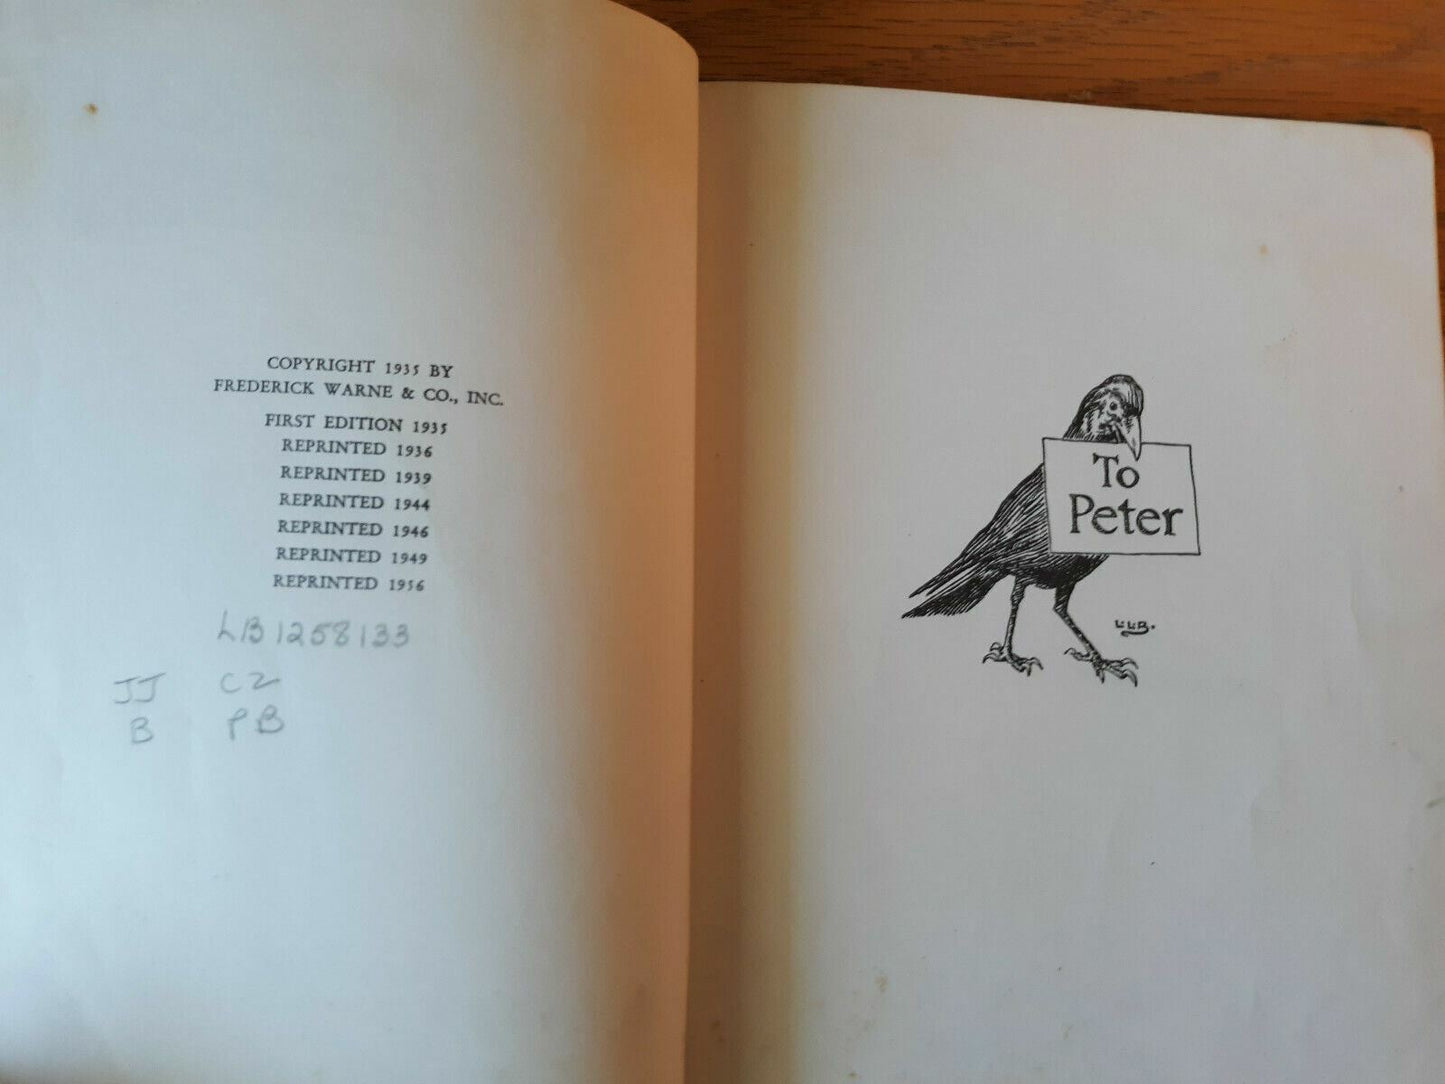 COPYRIGHT 1935 BY
FREDERICK WARNE & CO., INC.
FIRST EDITION 1935
REPRINTED 1936
REPRINTED 1939
REPRINTED 1944
REPRINTED 1946
REPRINTED 1949
REPRINTED 1956
LB1258133
JJ C2
B PB
To
Peter
L.L.B.